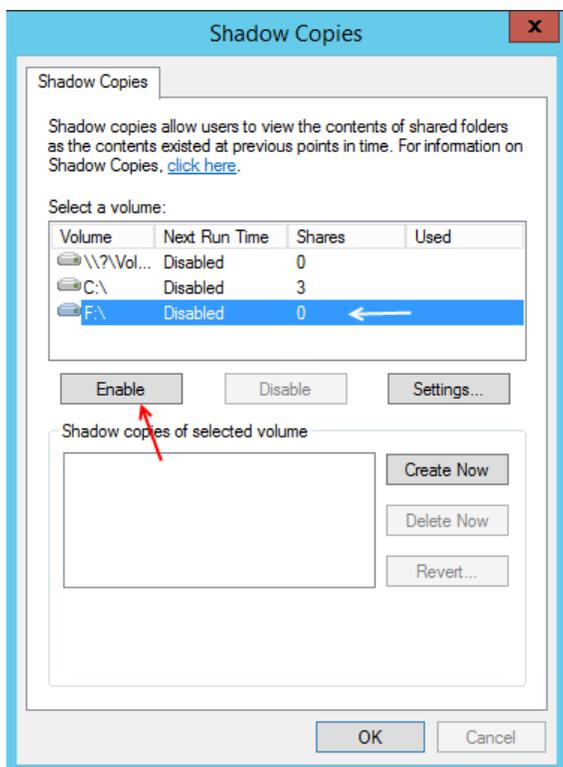 Shadow Copies
x
Shadow Copies
Shadow copies allow users to view the contents of shared folders
as the contents existed at previous points in time. For information on
Shadow Copies, click here.
Select a volume:
Volume Next Run Time Shares Used
\\?\Vol... Disabled 0
C:\ Disabled 3
F:\ Disabled 0
Enable Disable Settings...
Shadow copies of selected volume
Create Now
Delete Now
Revert...
OK Cancel